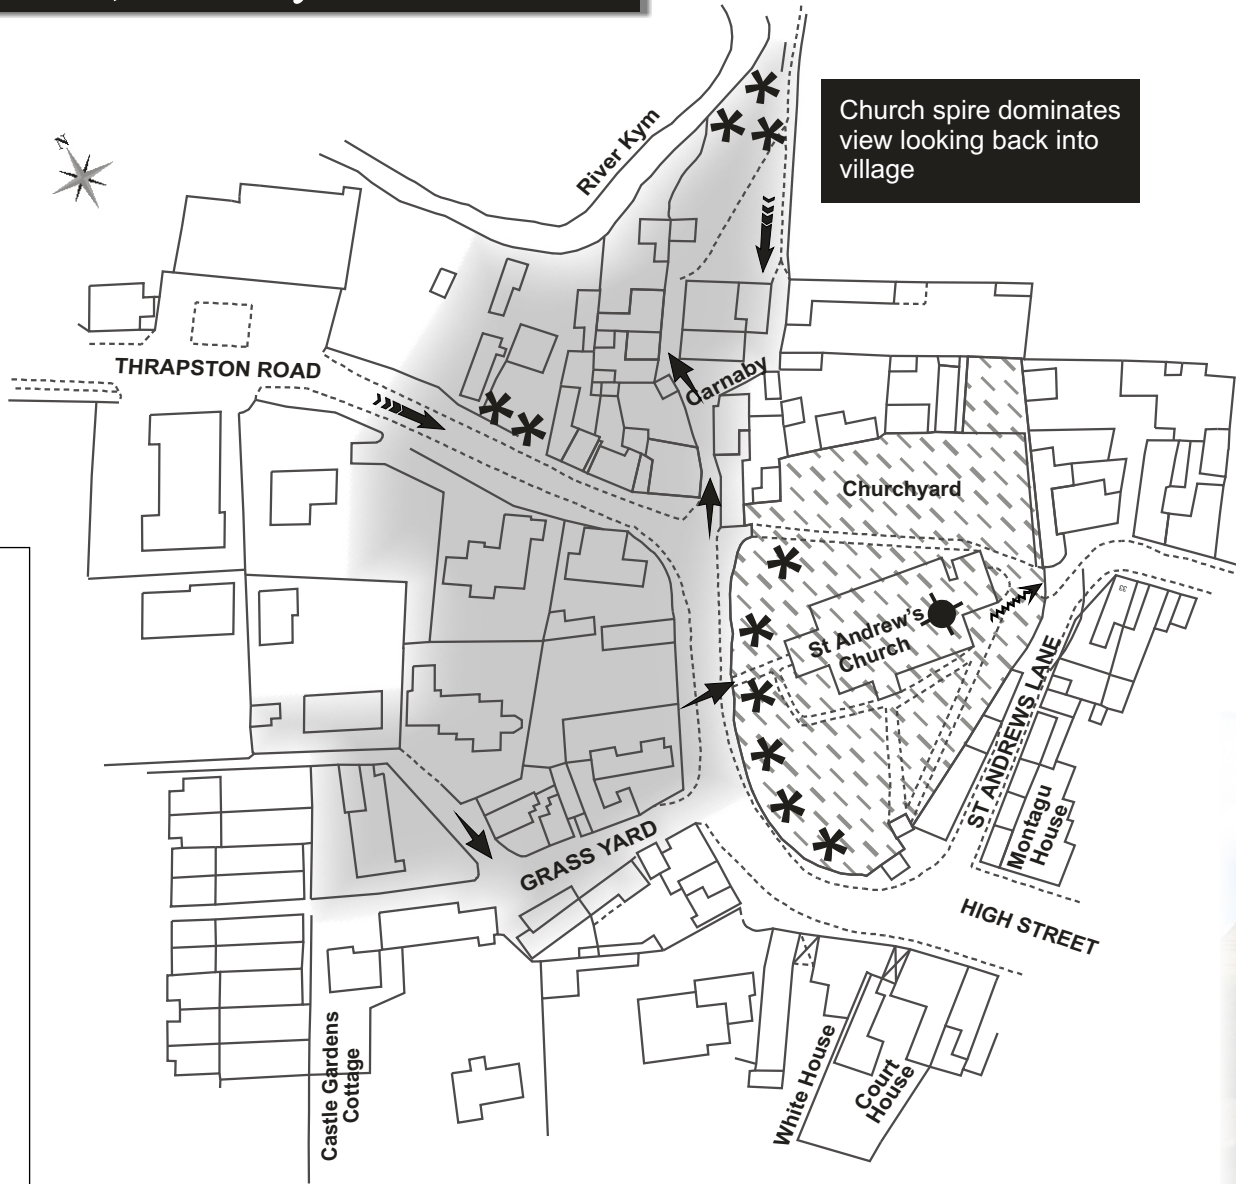 N
River Kym
Church spire dominates
view looking back into
village
THRAPSTON ROAD
Carnaby
Churchyard
St Andrew's
Church
33
ST ANDREWS LANE
Montagu
House
GRASS YARD
HIGH STREET
Castle Gardens
Cottage
White House
Court
House